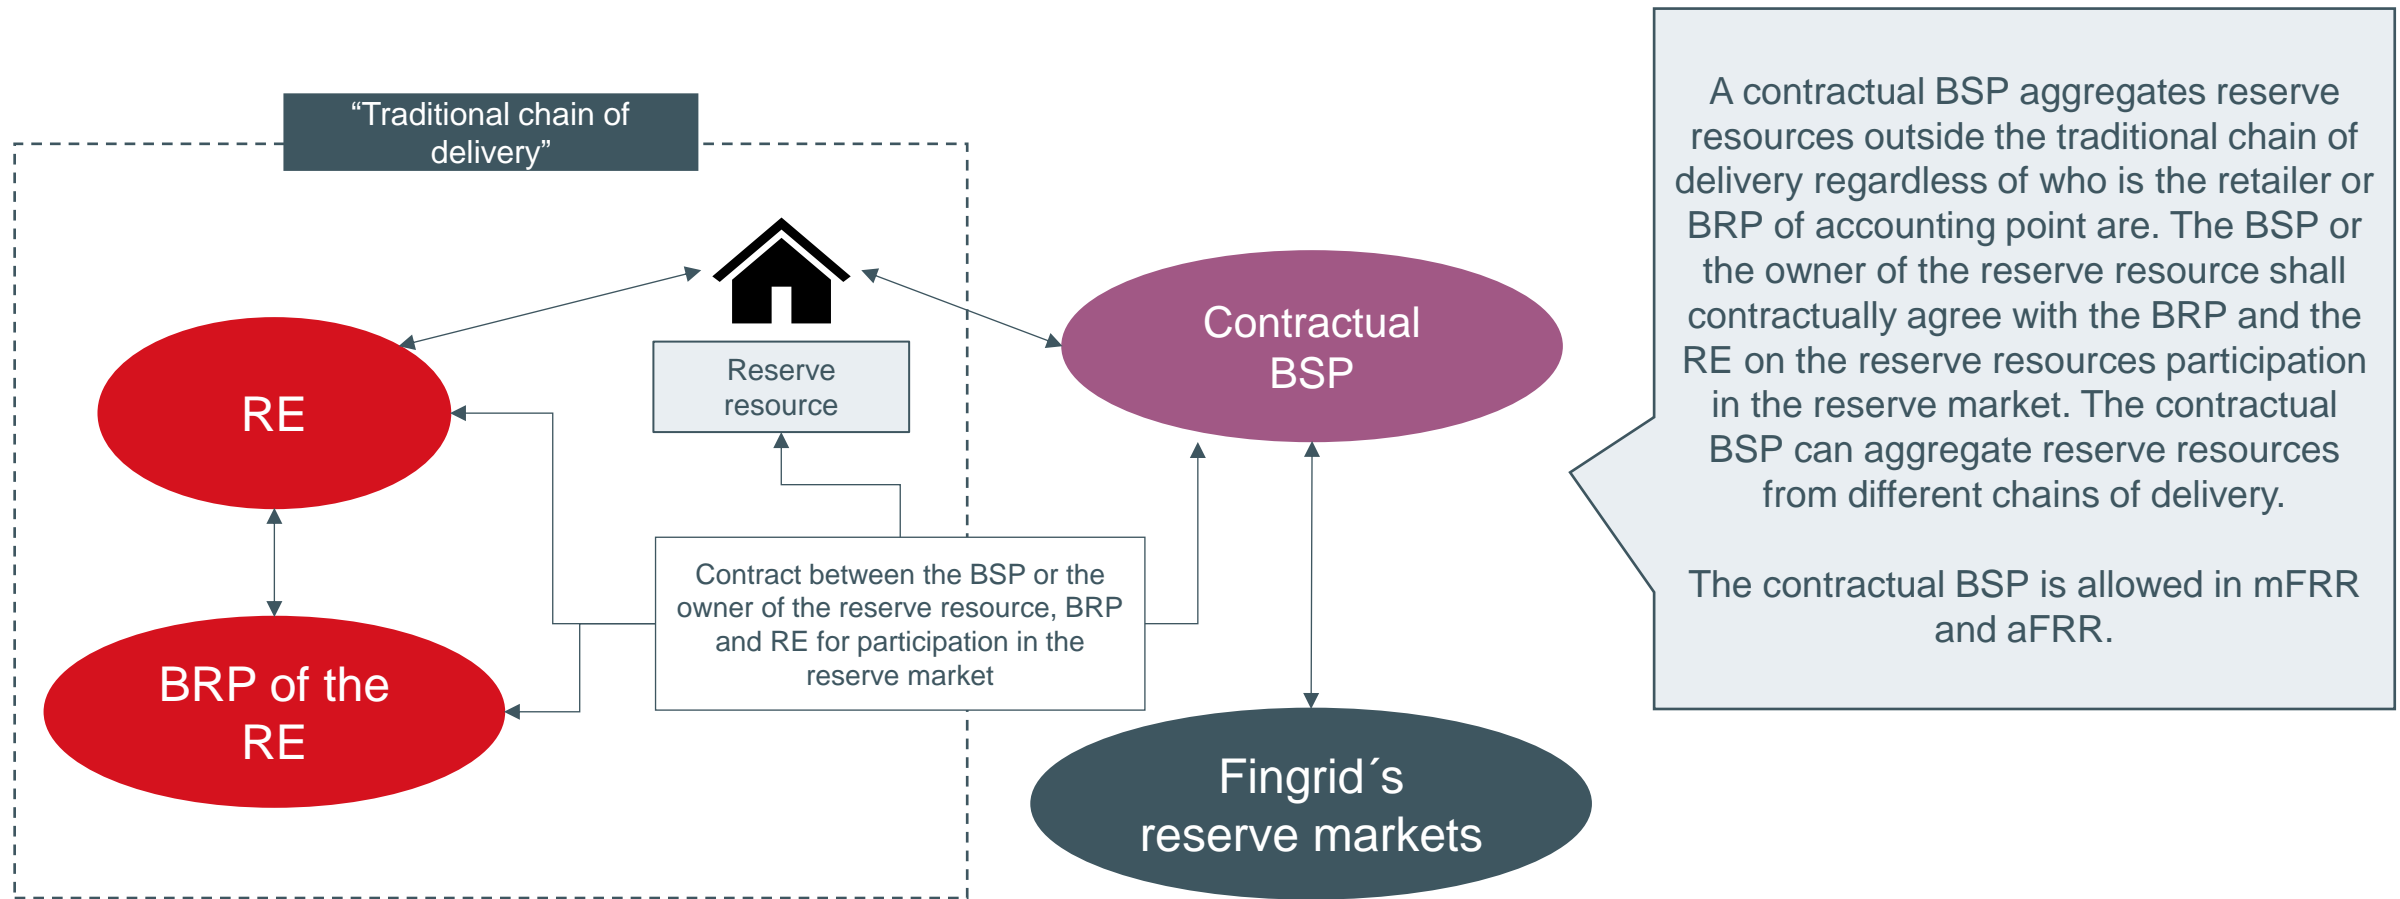 “Traditional chain of
delivery”
RE
Reserve
resource
Contractual
BSP
Contract between the BSP or the
owner of the reserve resource, BRP
and RE for participation in the
reserve market
BRP of the
RE
Fingrid´s
reserve markets
A contractual BSP aggregates reserve
resources outside the traditional chain of
delivery regardless of who is the retailer or
BRP of accounting point are. The BSP or
the owner of the reserve resource shall
contractually agree with the BRP and the
RE on the reserve resources participation
in the reserve market. The contractual
BSP can aggregate reserve resources
from different chains of delivery.
The contractual BSP is allowed in mFRR
and aFRR.